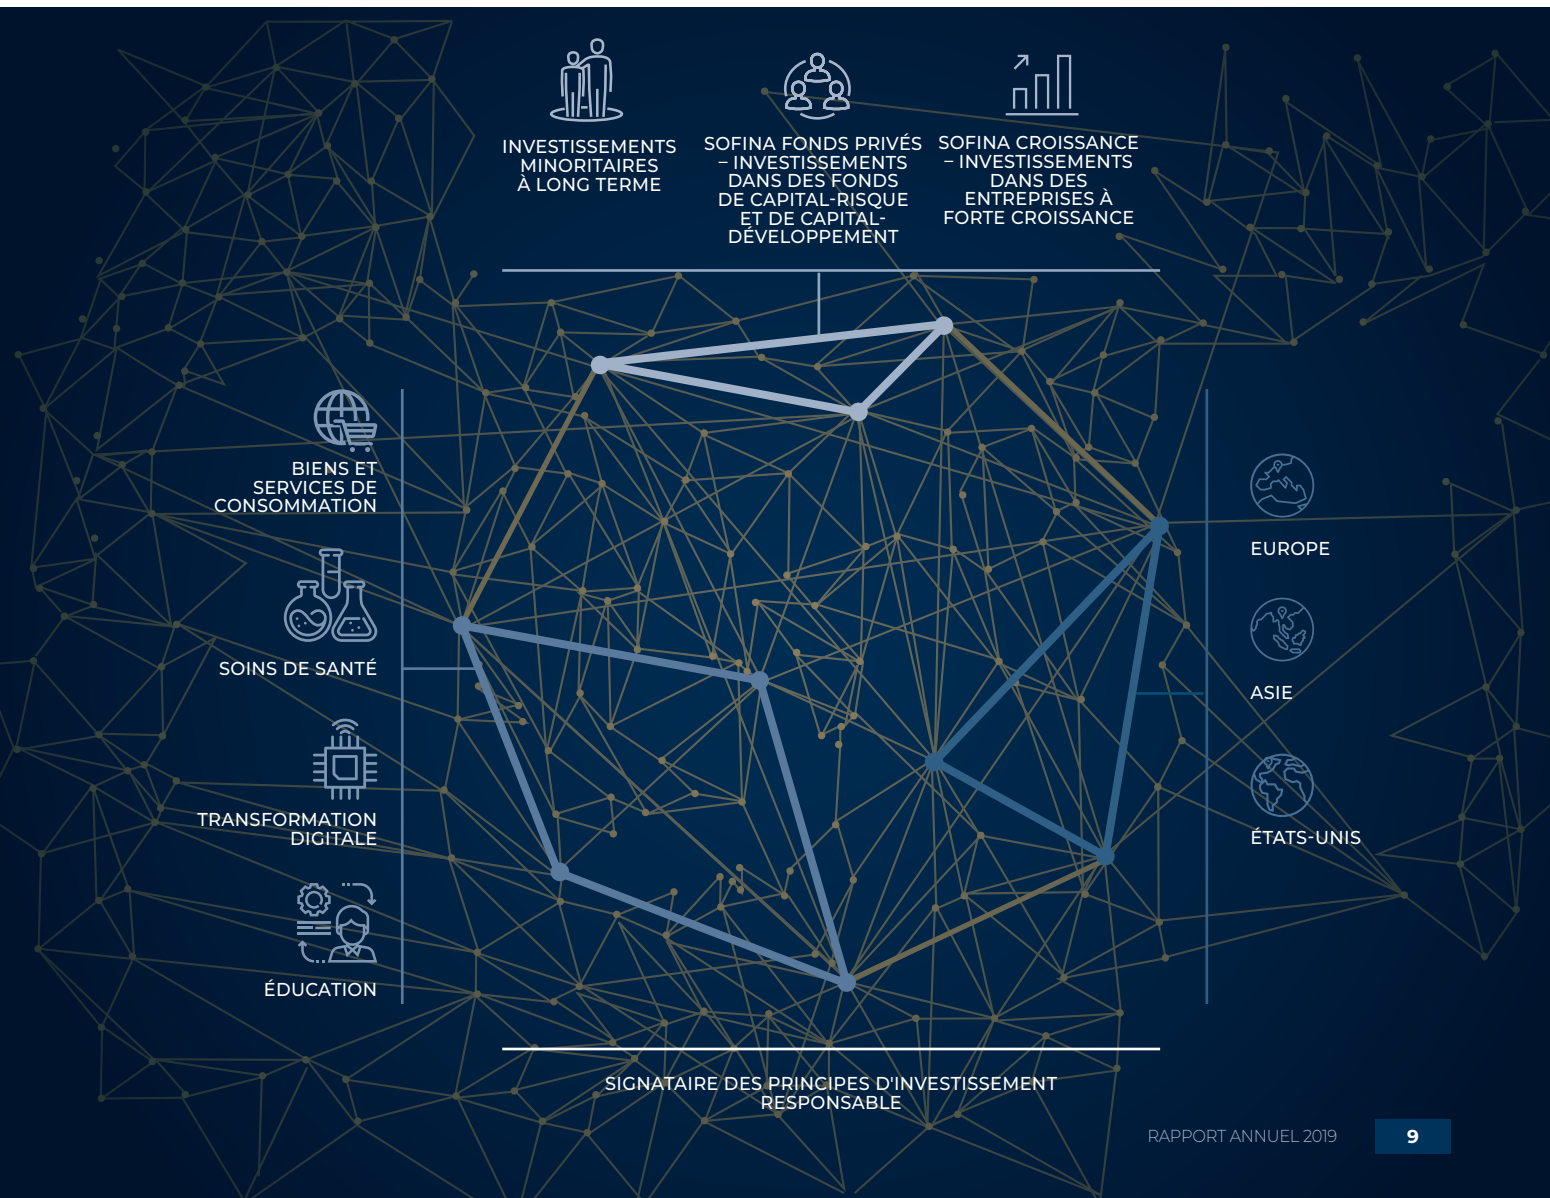 INVESTISSEMENTS
MINORITAIRES
À LONG TERME
SOFINA FONDS PRIVÉS
– INVESTISSEMENTS
DANS DES FONDS
DE CAPITAL-RISQUE
ET DE CAPITAL-
DÉVELOPPEMENT
SOFINA CROISSANCE
– INVESTISSEMENTS
DANS DES
ENTREPRISES À
FORTE CROISSANCE
BIENS ET
SERVICES DE
CONSOMMATION
SOINS DE SANTÉ
TRANSFORMATION
DIGITALE
ÉDUCATION
EUROPE
ASIE
ÉTATS-UNIS
SIGNATAIRE DES PRINCIPES D'INVESTISSEMENT
RESPONSABLE
RAPPORT ANNUEL 2019
9